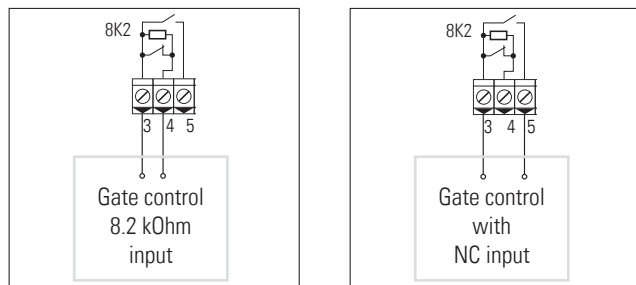 8K2
3 4 5
Gate control
8.2 kOhm
input
8K2
3 4 5
Gate control
with
NC input